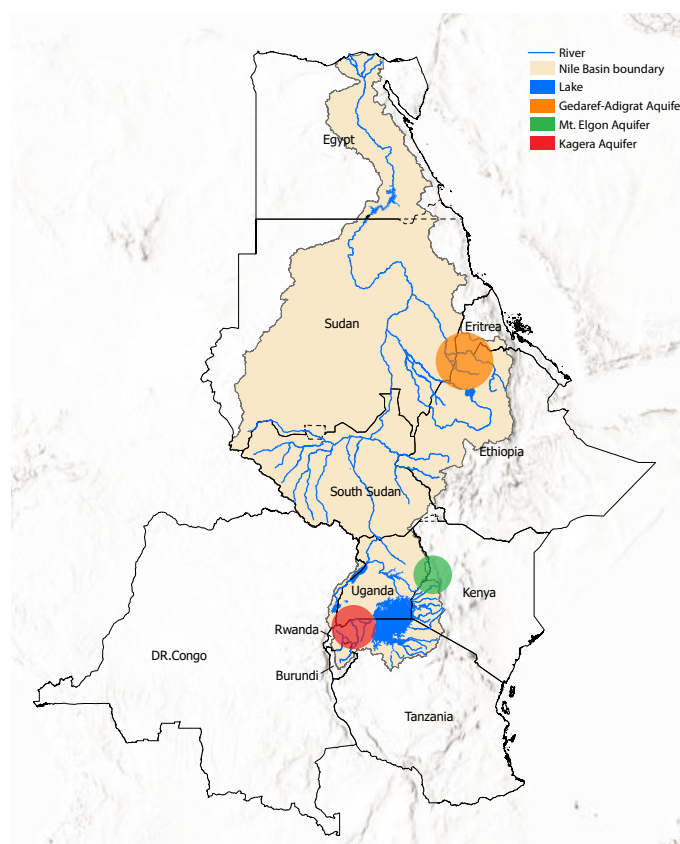 River
Nile Basin boundary
Lake
Gedaref-Adigrat Aquife
Mt. Elgon Aquifer
Kagera Aquifer
Egypt
Sudan
Eritrea
Ethiopia
South Sudan
Uganda
Kenya
Rwanda
DR.Congo
Burundi
Tanzania